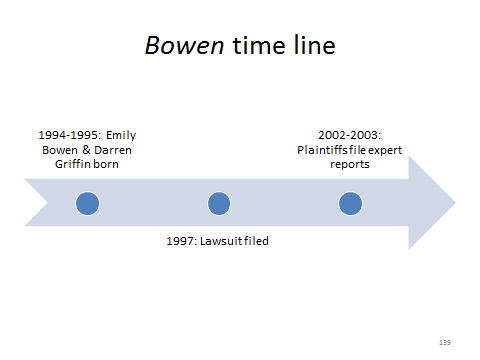 Bowen time line
1994-1995: Emily
Bowen & Darren
Griffin born
2002-2003:
Plaintiffs file expert
reports
1997: Lawsuit filed
139